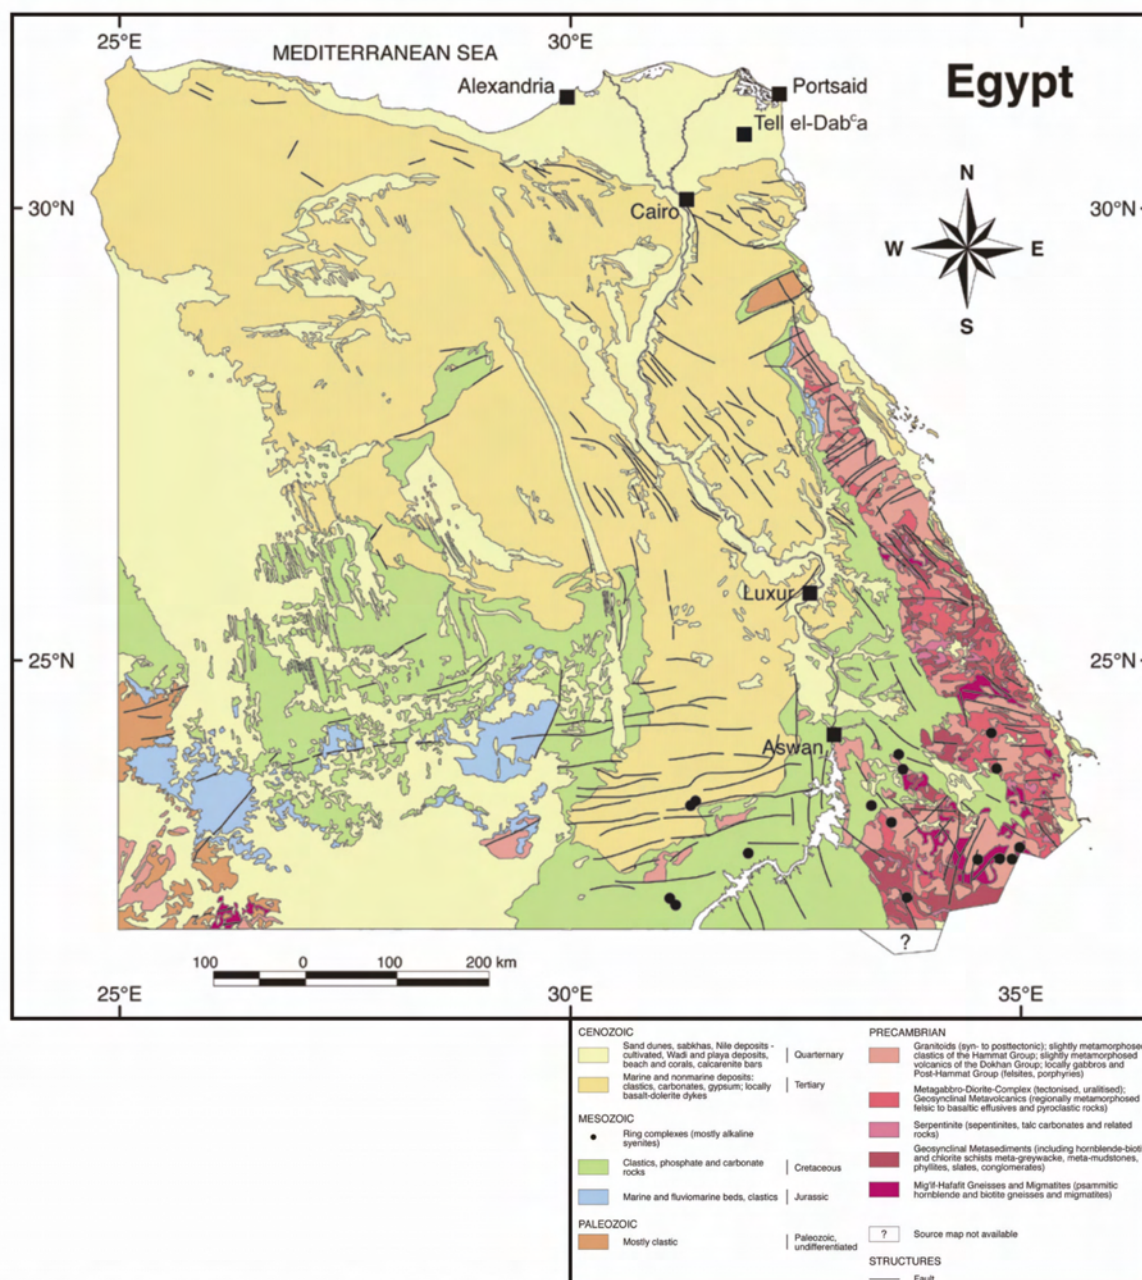 25°E
30°E
MEDITERRANEAN SEA
Egypt
Alexandria
Portsaid
Tell el-Dabᶜa
N
30°N
Cairo
30°N
W
E
S
Luxur
25°N
25°N
Aswan
?
100
0
100
200 km
25°E
30°E
35°E
CENOZOIC
Sand dunes, sabkhas, Nile deposits -
cultivated, Wadi and playa deposits,
beach and corals, calcarenite bars
Quarternary
Marine and nonmarine deposits:
clastics, carbonates, gypsum; locally
basalt-dolerite dykes
Tertiary
MESOZOIC
Ring complexes (mostly alkaline
syenites)
Clastics, phosphate and carbonate
rocks
Cretaceous
Marine and fluviomarine beds, clastics
Jurassic
PALEOZOIC
Mostly clastic
Paleozoic,
undifferentiated
PRECAMBRIAN
Granitoids (syn- to posttectonic); slightly metamorphosed
clastics of the Hammat Group; slightly metamorphosed
volcanics of the Dokhan Group; locally gabbros and
Post-Hammat Group (felsites, porphyries)
Metagabbro-Diorite-Complex (tectonised, uralitised);
Geosynclinal Metavolcanics (regionally metamorphosed
felsic to basaltic effusives and pyroclastic rocks)
Serpentinite (sepentinites, talc carbonates and related
rocks)
Geosynclinal Metasediments (including hornblende-bioti
and chlorite schists meta-greywacke, meta-mudstones,
phyllites, slates, conglomerates)
Mig'if-Hafafit Gneisses and Migmatites (psammitic
hornblende and biotite gneisses and migmatites)
?
Source map not available
STRUCTURES
Fault